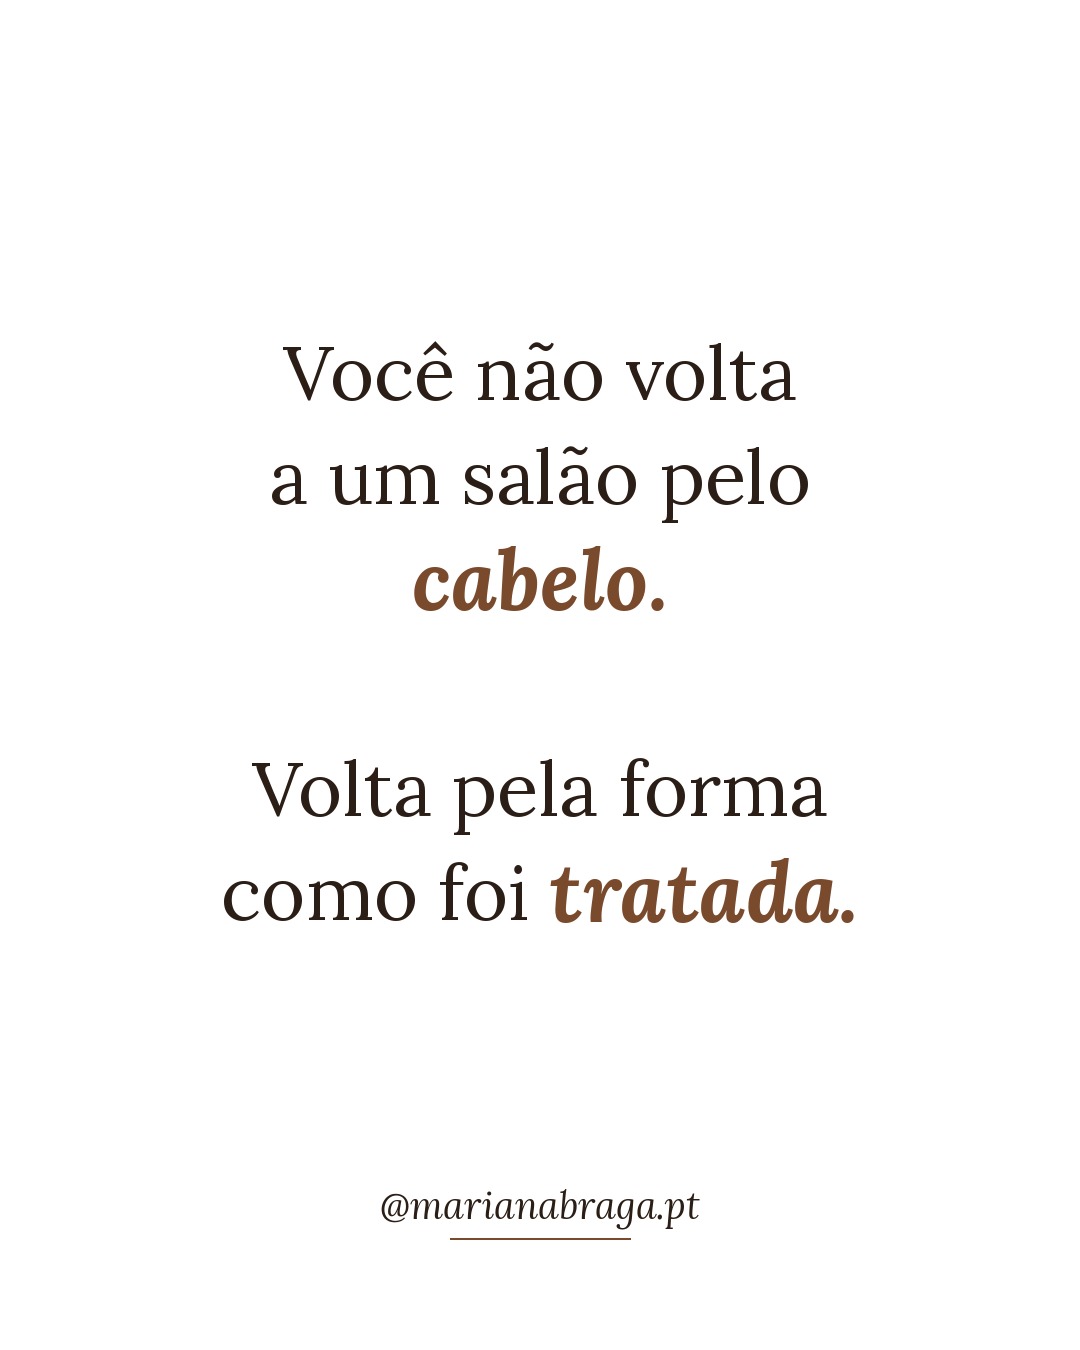 Você não volta
a um salão pelo
cabelo.
Volta pela forma
como foi tratada.
@marianabraga.pt